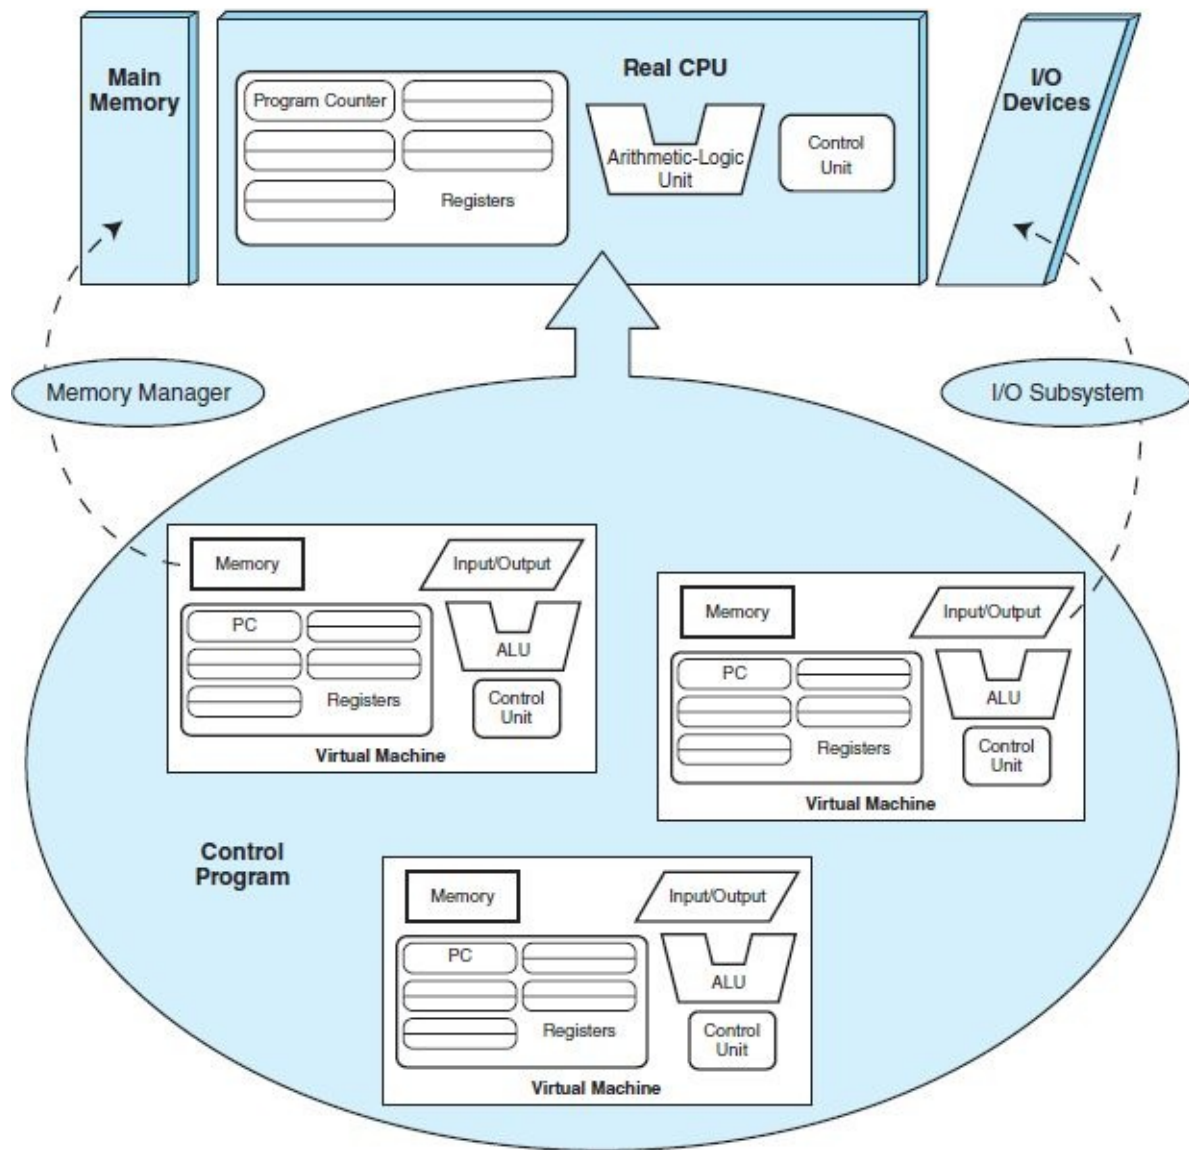 Main
Memory
Real CPU
I/O
Devices
Program Counter
Registers
Arithmetic-Logic
Unit
Control
Unit
Memory Manager
I/O Subsystem
Memory
Input/Output
PC
ALU
Registers
Control
Unit
Virtual Machine
Memory
Input/Output
PC
ALU
Registers
Control
Unit
Virtual Machine
Control
Program
Memory
Input/Output
PC
ALU
Registers
Control
Unit
Virtual Machine